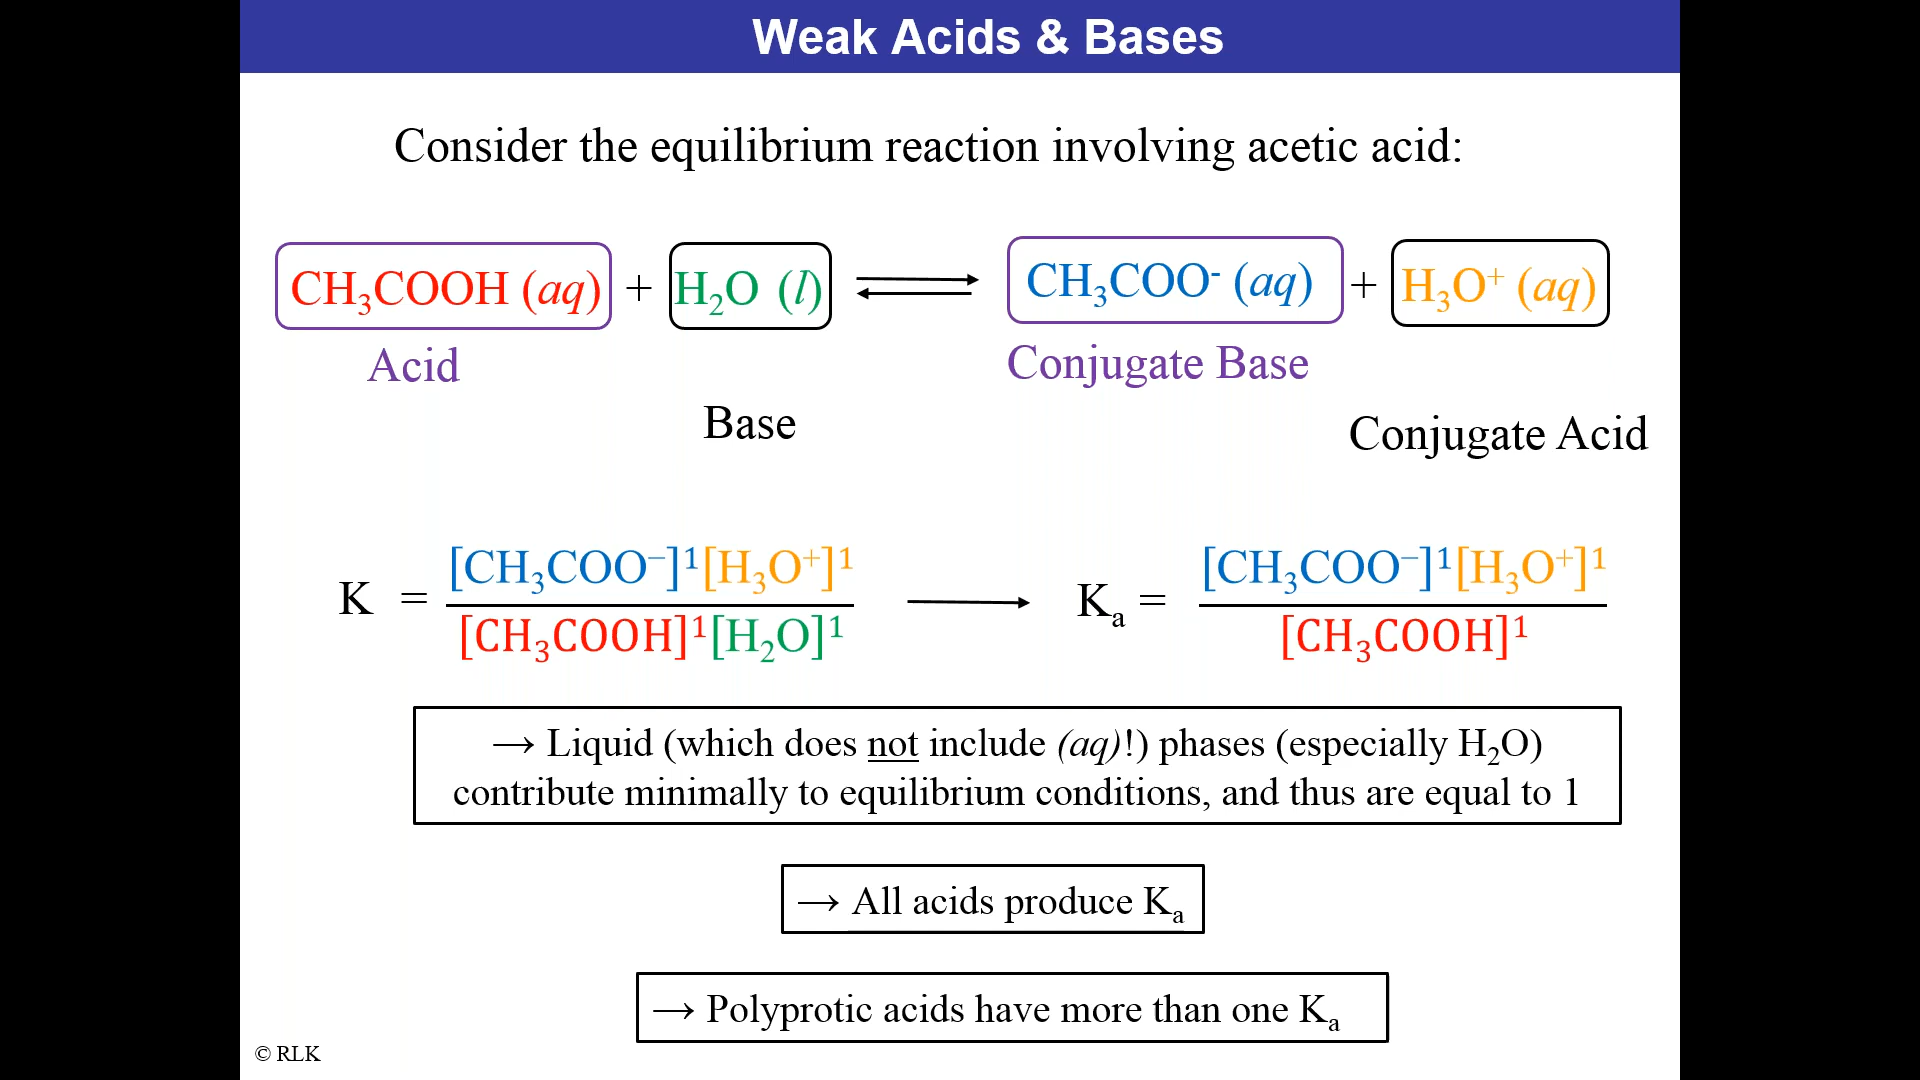 Weak Acids & Bases
Consider the equilibrium reaction involving acetic acid:
CH₃COOH (aq) + H₂O (l) ⇌ CH₃COO⁻ (aq) + H₃O⁺ (aq)
Acid
Conjugate Base
Base
Conjugate Acid
K = [CH₃COO⁻]¹[H₃O⁺]¹ / [CH₃COOH]¹[H₂O]¹ → Kₐ = [CH₃COO⁻]¹[H₃O⁺]¹ / [CH₃COOH]¹
→ Liquid (which does not include (aq)!) phases (especially H₂O)
contribute minimally to equilibrium conditions, and thus are equal to 1
→ All acids produce Kₐ
→ Polyprotic acids have more than one Kₐ
© RLK